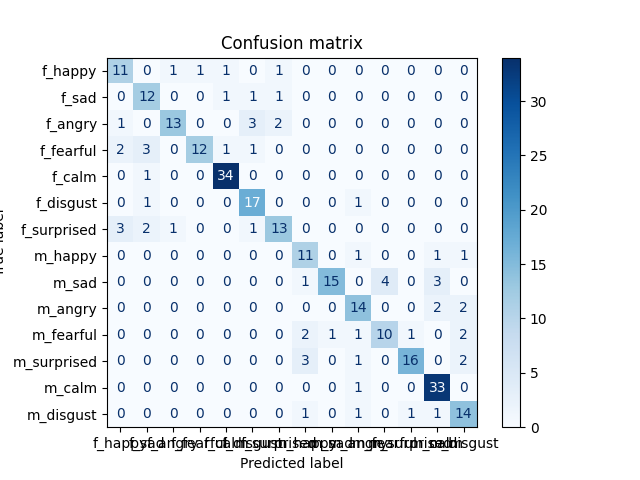 Confusion matrix
f_happy 11 0 1 1 1 0 1 0 0 0 0 0 0 0
f_sad 0 12 0 0 1 1 1 0 0 0 0 0 0 0
f_angry 1 0 13 0 0 3 2 0 0 0 0 0 0 0
f_fearful 2 3 0 12 1 1 0 0 0 0 0 0 0 0
f_calm 0 1 0 0 34 0 0 0 0 0 0 0 0 0
f_disgust 0 1 0 0 0 17 0 0 0 1 0 0 0 0
f_surprised 3 2 1 0 0 1 13 0 0 0 0 0 0 0
m_happy 0 0 0 0 0 0 0 11 0 1 0 0 1 1
m_sad 0 0 0 0 0 0 0 1 15 0 4 0 3 0
m_angry 0 0 0 0 0 0 0 0 0 14 0 0 2 2
m_fearful 0 0 0 0 0 0 0 2 1 1 10 1 0 2
m_surprised 0 0 0 0 0 0 0 3 0 1 0 16 0 2
m_calm 0 0 0 0 0 0 0 0 0 1 0 0 33 0
m_disgust 0 0 0 0 0 0 0 1 0 1 0 1 1 14
Predicted label
30
25
20
15
10
5
0